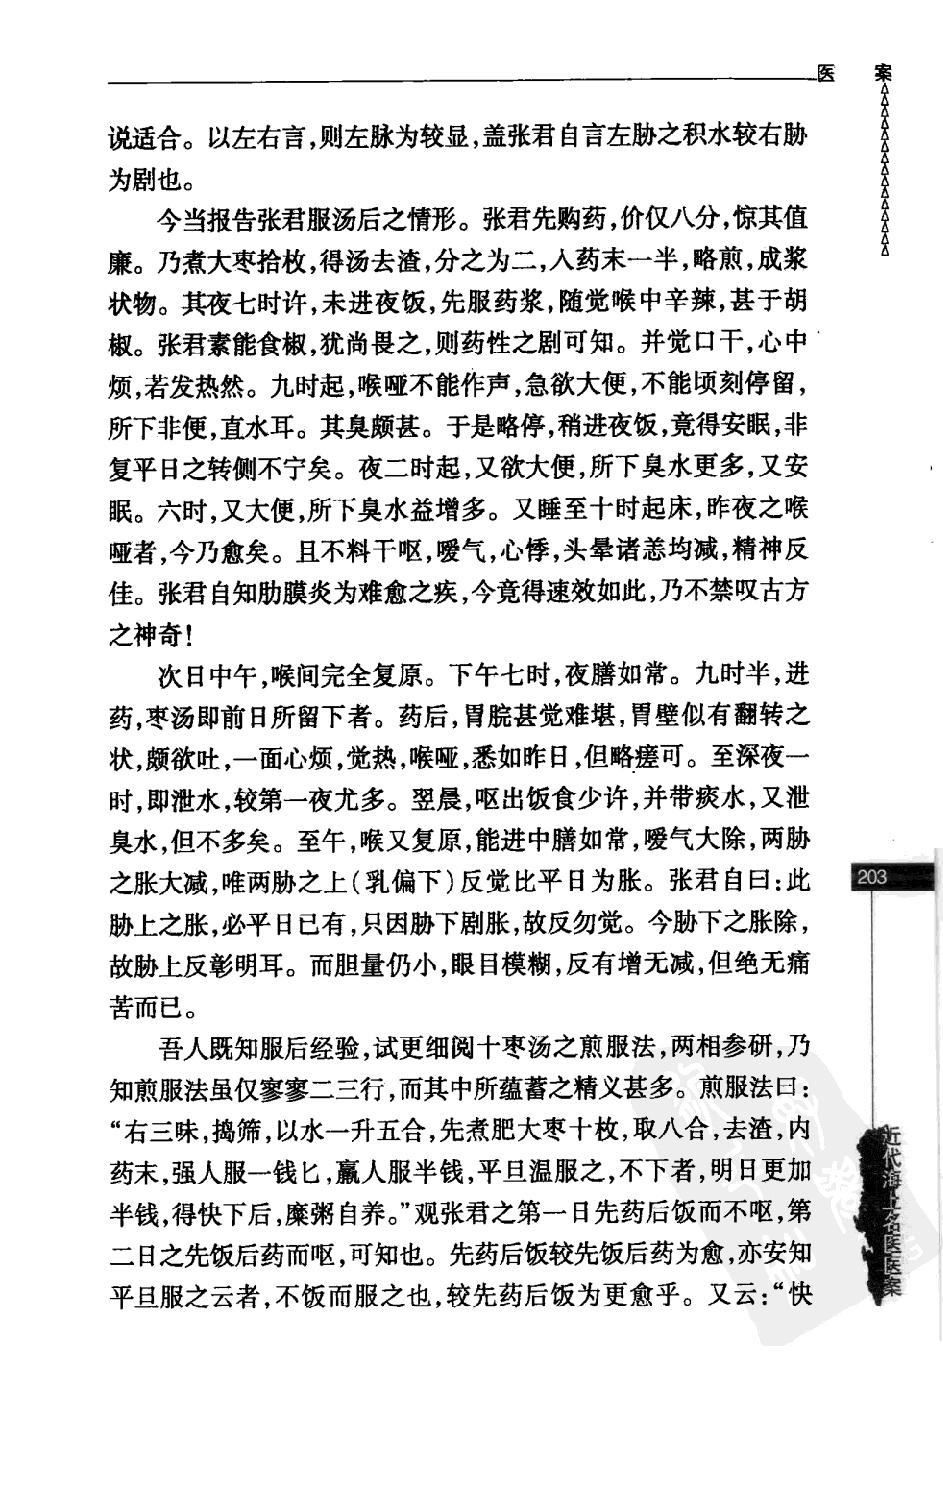 医 案
说适合。以左右言,则左脉为较显,盖张君自言左胁之积水较右胁
为剧也。
今当报告张君服汤后之情形。张君先购药,价仅八分,惊其值
廉。乃煮大枣拾枚,得汤去渣,分之为二,入药末一半,略煎,成浆
状物。其夜七时许,未进夜饭,先服药浆,随觉喉中辛辣,甚于胡
椒。张君素能食椒,犹尚畏之,则药性之剧可知。并觉口干,心中
烦,若发热然。九时起,喉哑不能作声,急欲大便,不能顷刻停留,
所下非便,直水耳。其臭颇甚。于是略停,稍进夜饭,竟得安眠,非
复平日之转侧不宁矣。夜二时起,又欲大便,所下臭水更多,又安
眠。六时,又大便,所下臭水益增多。又睡至十时起床,昨夜之喉
哑者,今乃愈矣。且不料干呕,嗳气,心悸,头晕诸恙均减,精神反
佳。张君自知肋膜炎为难愈之疾,今竟得速效如此,乃不禁叹古方
之神奇!
次日中午,喉间完全复原。下午七时,夜膳如常。九时半,进
药,枣汤即前日所留下者。药后,胃脘甚觉难堪,胃壁似有翻转之
状,颇欲吐,一面心烦,觉热,喉哑,悉如昨日,但略瘥可。至深夜一
时,即泄水,较第一夜尤多。翌晨,呕出饭食少许,并带痰水,又泄
臭水,但不多矣。至午,喉又复原,能进中膳如常,嗳气大除,两胁
之胀大减,唯两胁之上(乳偏下)反觉比平日为胀。张君自曰:此
胁上之胀,必平日已有,只因胁下剧胀,故反勿觉。今胁下之胀除,
故胁上反彰明耳。而胆量仍小,眼目模糊,反有增无减,但绝无痛
苦而已。
吾人既知服后经验,试更细阅十枣汤之煎服法,两相参研,乃
知煎服法虽仅寥寥二三行,而其中所蕴蓄之精义甚多。煎服法曰:
“右三味,捣筛,以水一升五合,先煮肥大枣十枚,取八合,去渣,内
药末,强人服一钱匕,羸人服半钱,平旦温服之,不下者,明日更加
半钱,得快下后,糜粥自养。”观张君之第一日先药后饭而不呕,第
二日之先饭后药而呕,可知也。先药后饭较先饭后药为愈,亦安知
平旦服之云者,不饭而服之也,较先药后饭为更愈乎。又云:“快
203
近代海上名医医案